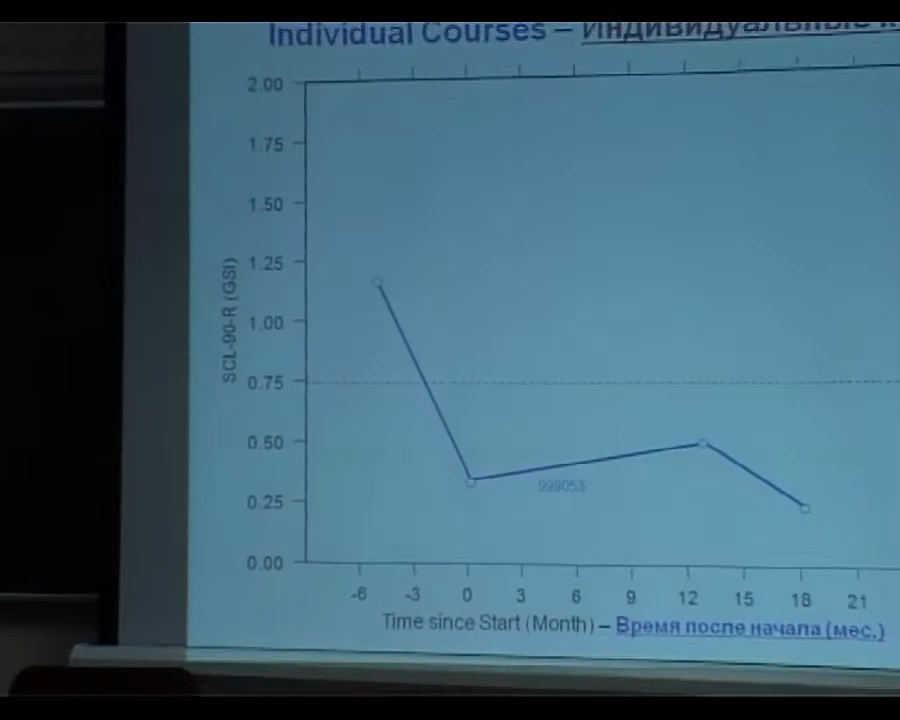 Individual Courses – Индивидуальные
2.00
1.75
1.50
1.25
1.00
0.75
0.50
0.25
0.00
SCL-90-R (GSI)
999053
-6 -3 0 3 6 9 12 15 18 21
Time since Start (Month) – Время после начала (мес.)